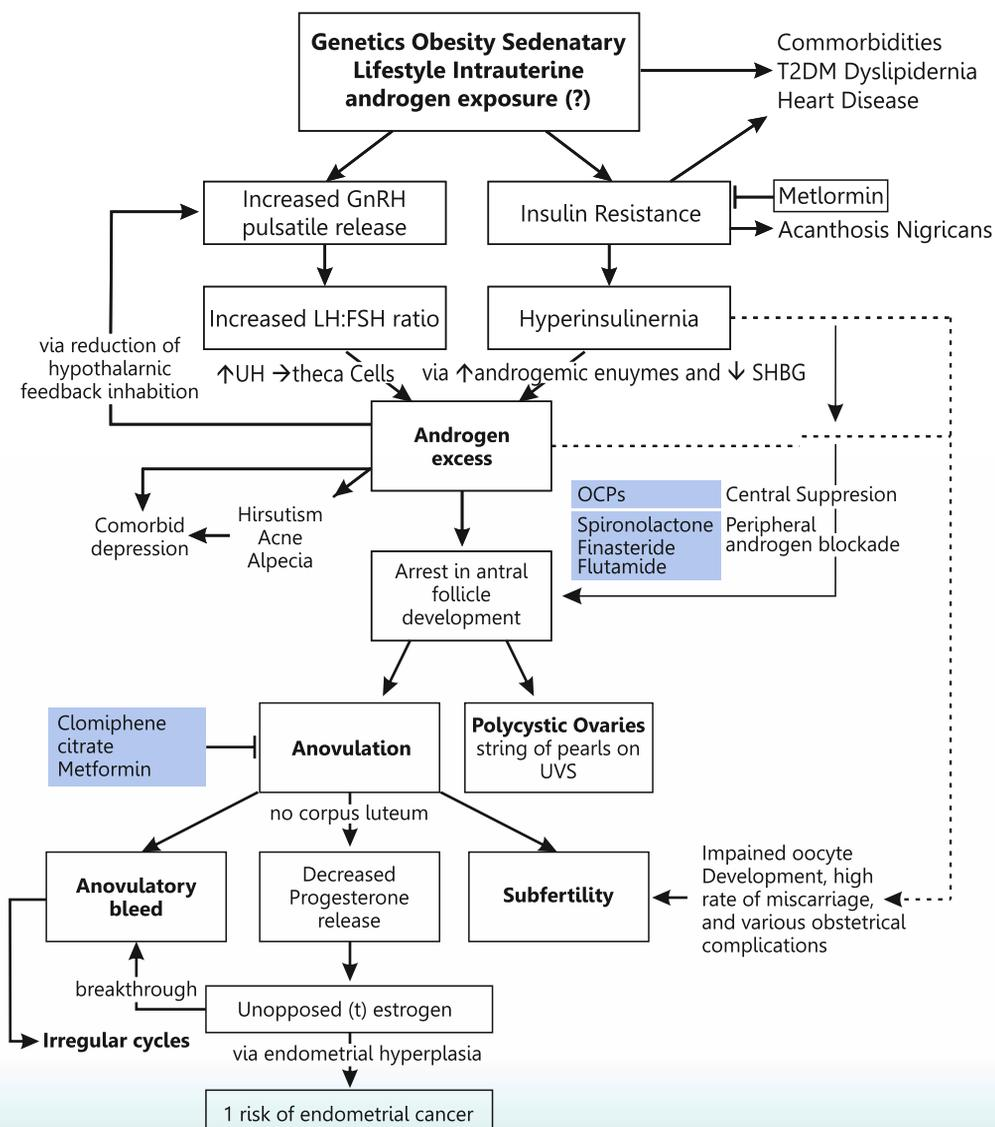 Genetics Obesity Sedenatary
Lifestyle Intrauterine
androgen exposure (?)
Commorbidities
T2DM Dyslipidernia
Heart Disease
Increased GnRH
pulsatile release
Insulin Resistance
Metlormin
Acanthosis Nigricans
Increased LH:FSH ratio
Hyperinsulinernia
via reduction of
hypothalarnic
feedback inhabition
↑UH →theca Cells
via ↑androgemic enuymes and ↓ SHBG
Androgen
excess
Comorbid
depression
Hirsutism
Acne
Alpecia
OCPs
Central Suppresion
Spironolactone
Finasteride
Flutamide
Peripheral
androgen blockade
Arrest in antral
follicle
development
Clomiphene
citrate
Metformin
Anovulation
Polycystic Ovaries
string of pearls on
UVS
no corpus luteum
Anovulatory
bleed
Decreased
Progesterone
release
Subfertility
Impaired oocyte
Development, high
rate of miscarriage,
and various obstetrical
complications
breakthrough
Unopposed (t) estrogen
Irregular cycles
via endometrial hyperplasia
1 risk of endometrial cancer